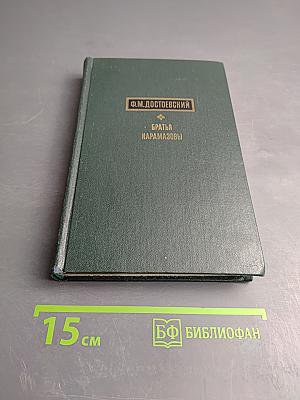 Ф.М.ДОСТОЕВСКИЙ
БРАТЬЯ
КАРАМАЗОВЫ
15 см
БФ БИБЛИОФАН